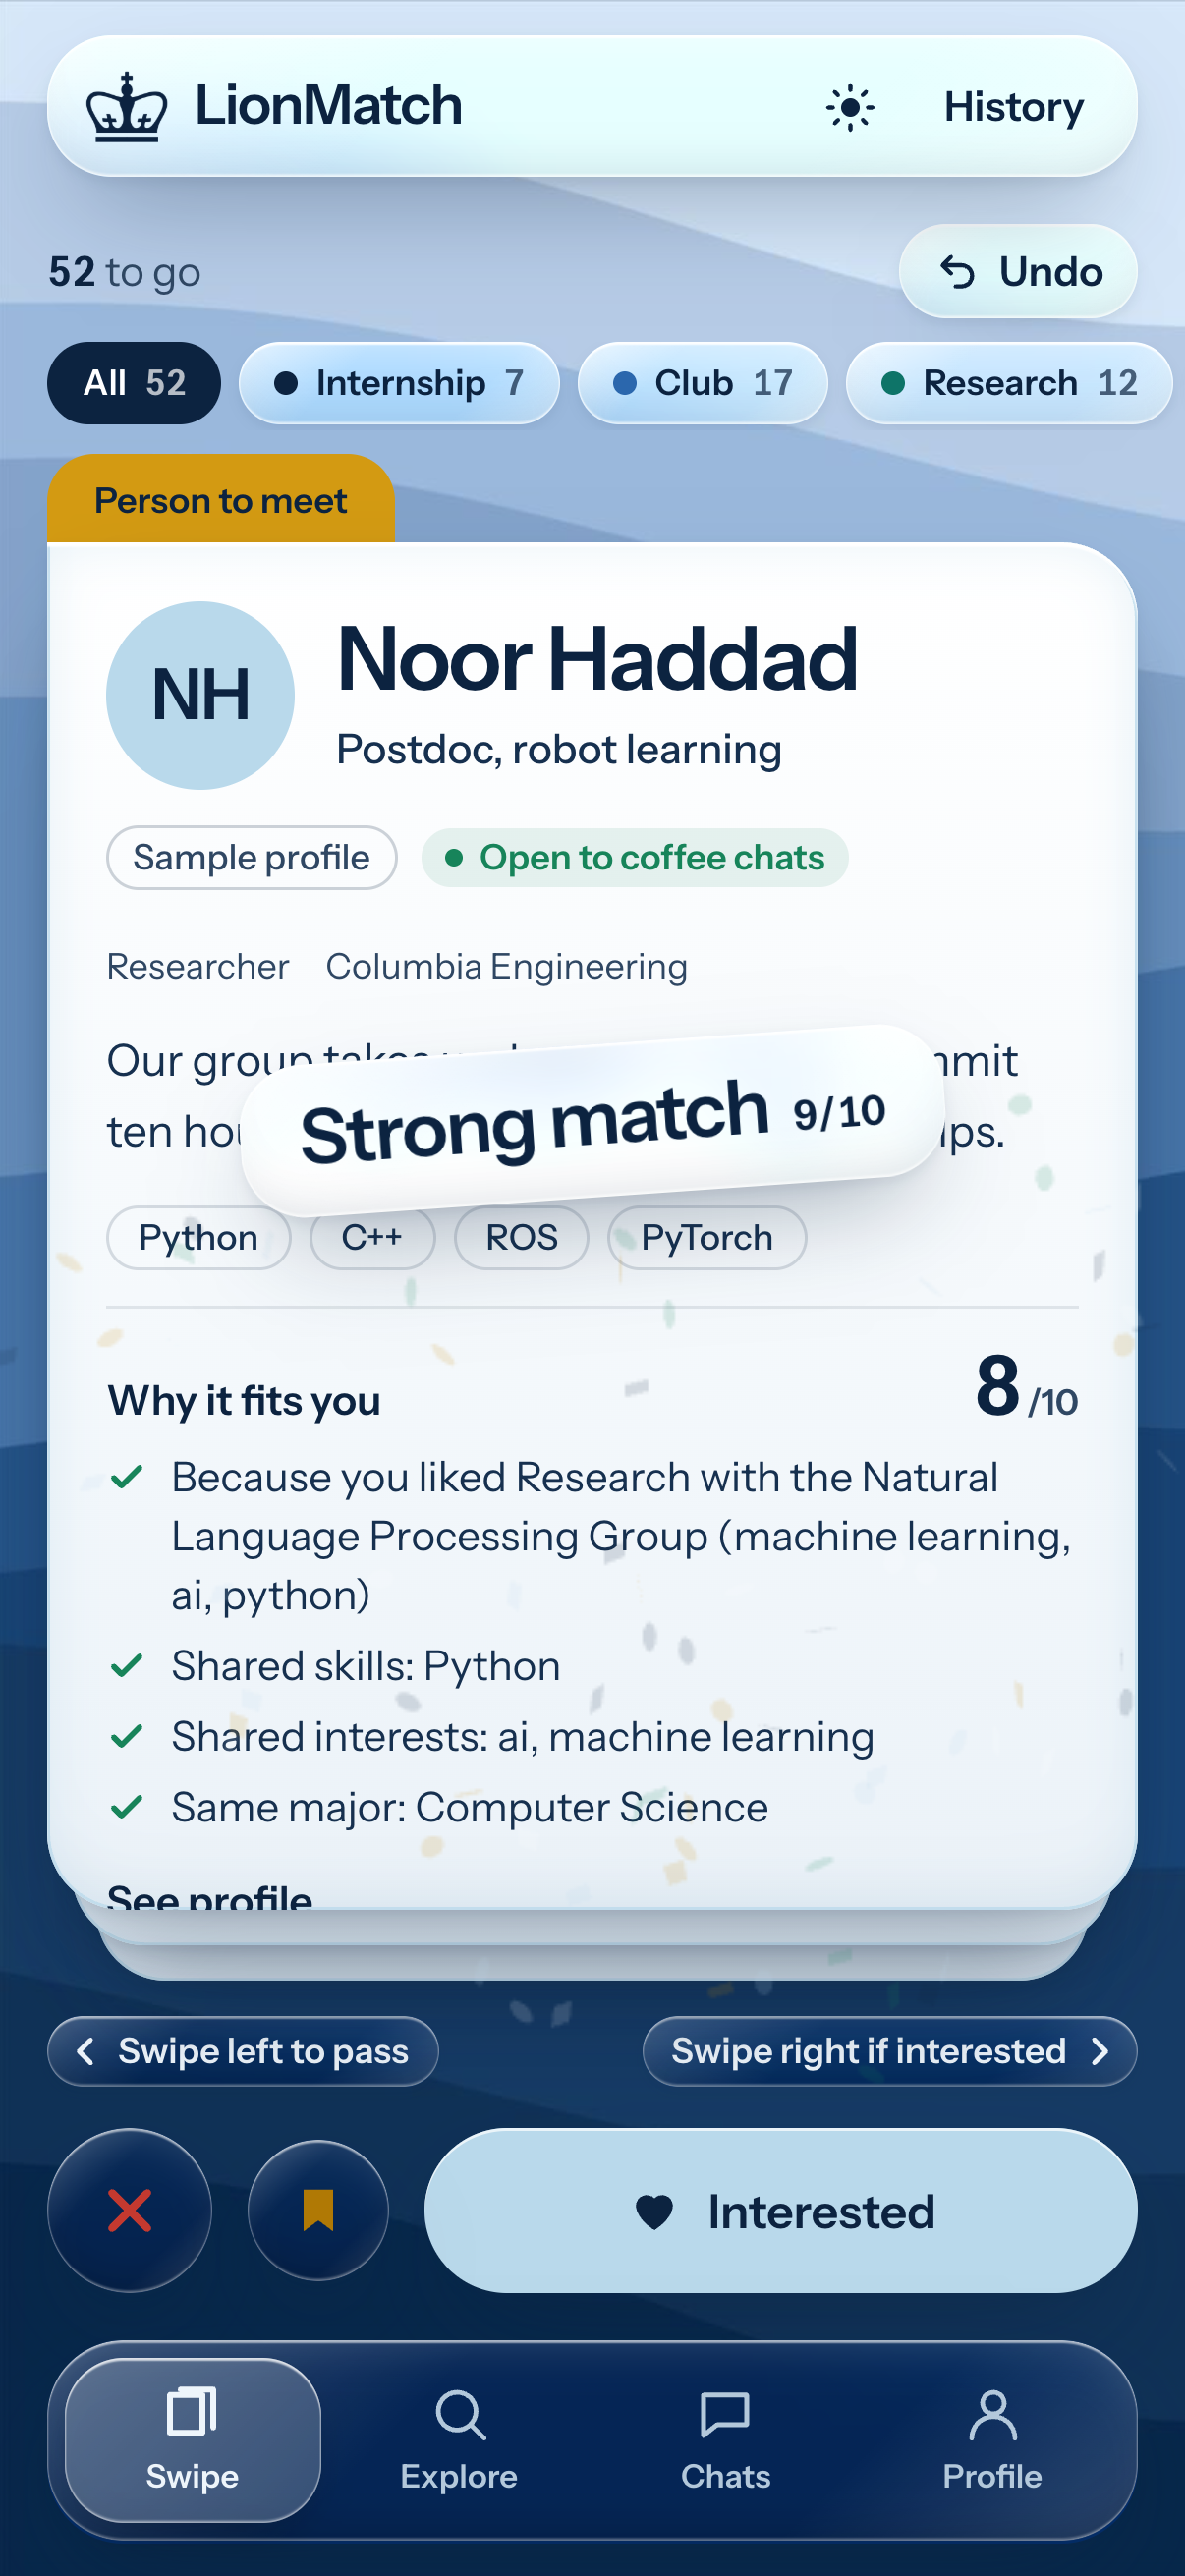 LionMatch
History
52 to go
Undo
All 52
Internship 7
Club 17
Research 12
Person to meet
NH
Noor Haddad
Postdoc, robot learning
Sample profile
Open to coffee chats
Researcher Columbia Engineering
Our group
ten
Strong match 9/10
Python
C++
ROS
PyTorch
Why it fits you
8/10
Because you liked Research with the Natural
Language Processing Group (machine learning,
ai, python)
Shared skills: Python
Shared interests: ai, machine learning
Same major: Computer Science
See profile
Swipe left to pass
Swipe right if interested
Interested
Swipe
Explore
Chats
Profile